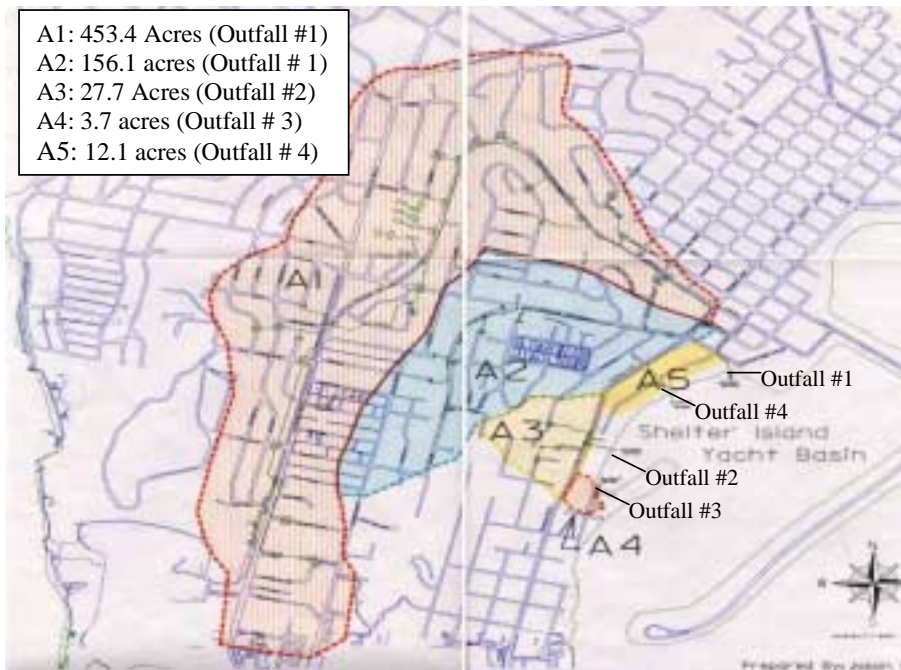 A1: 453.4 Acres (Outfall #1)
A2: 156.1 acres (Outfall # 1)
A3: 27.7 Acres (Outfall #2)
A4: 3.7 acres (Outfall # 3)
A5: 12.1 acres (Outfall # 4)
A1
A2
A5
Outfall #1
Outfall #4
A3
Shelter Island
Yacht Basin
Outfall #2
Outfall #3
A4
N
Prepared By: Jason